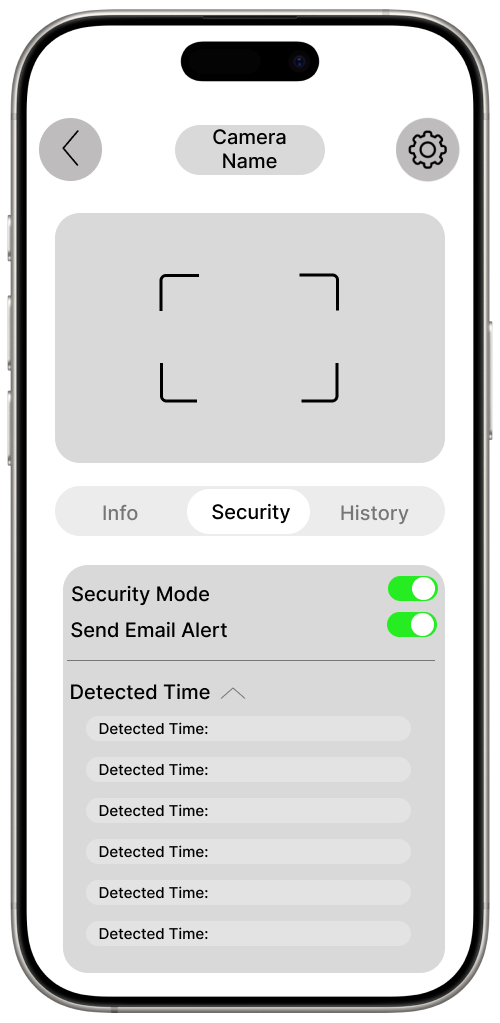 Camera
Name
Info
Security
History
Security Mode
Send Email Alert
Detected Time
Detected Time:
Detected Time:
Detected Time:
Detected Time:
Detected Time:
Detected Time: